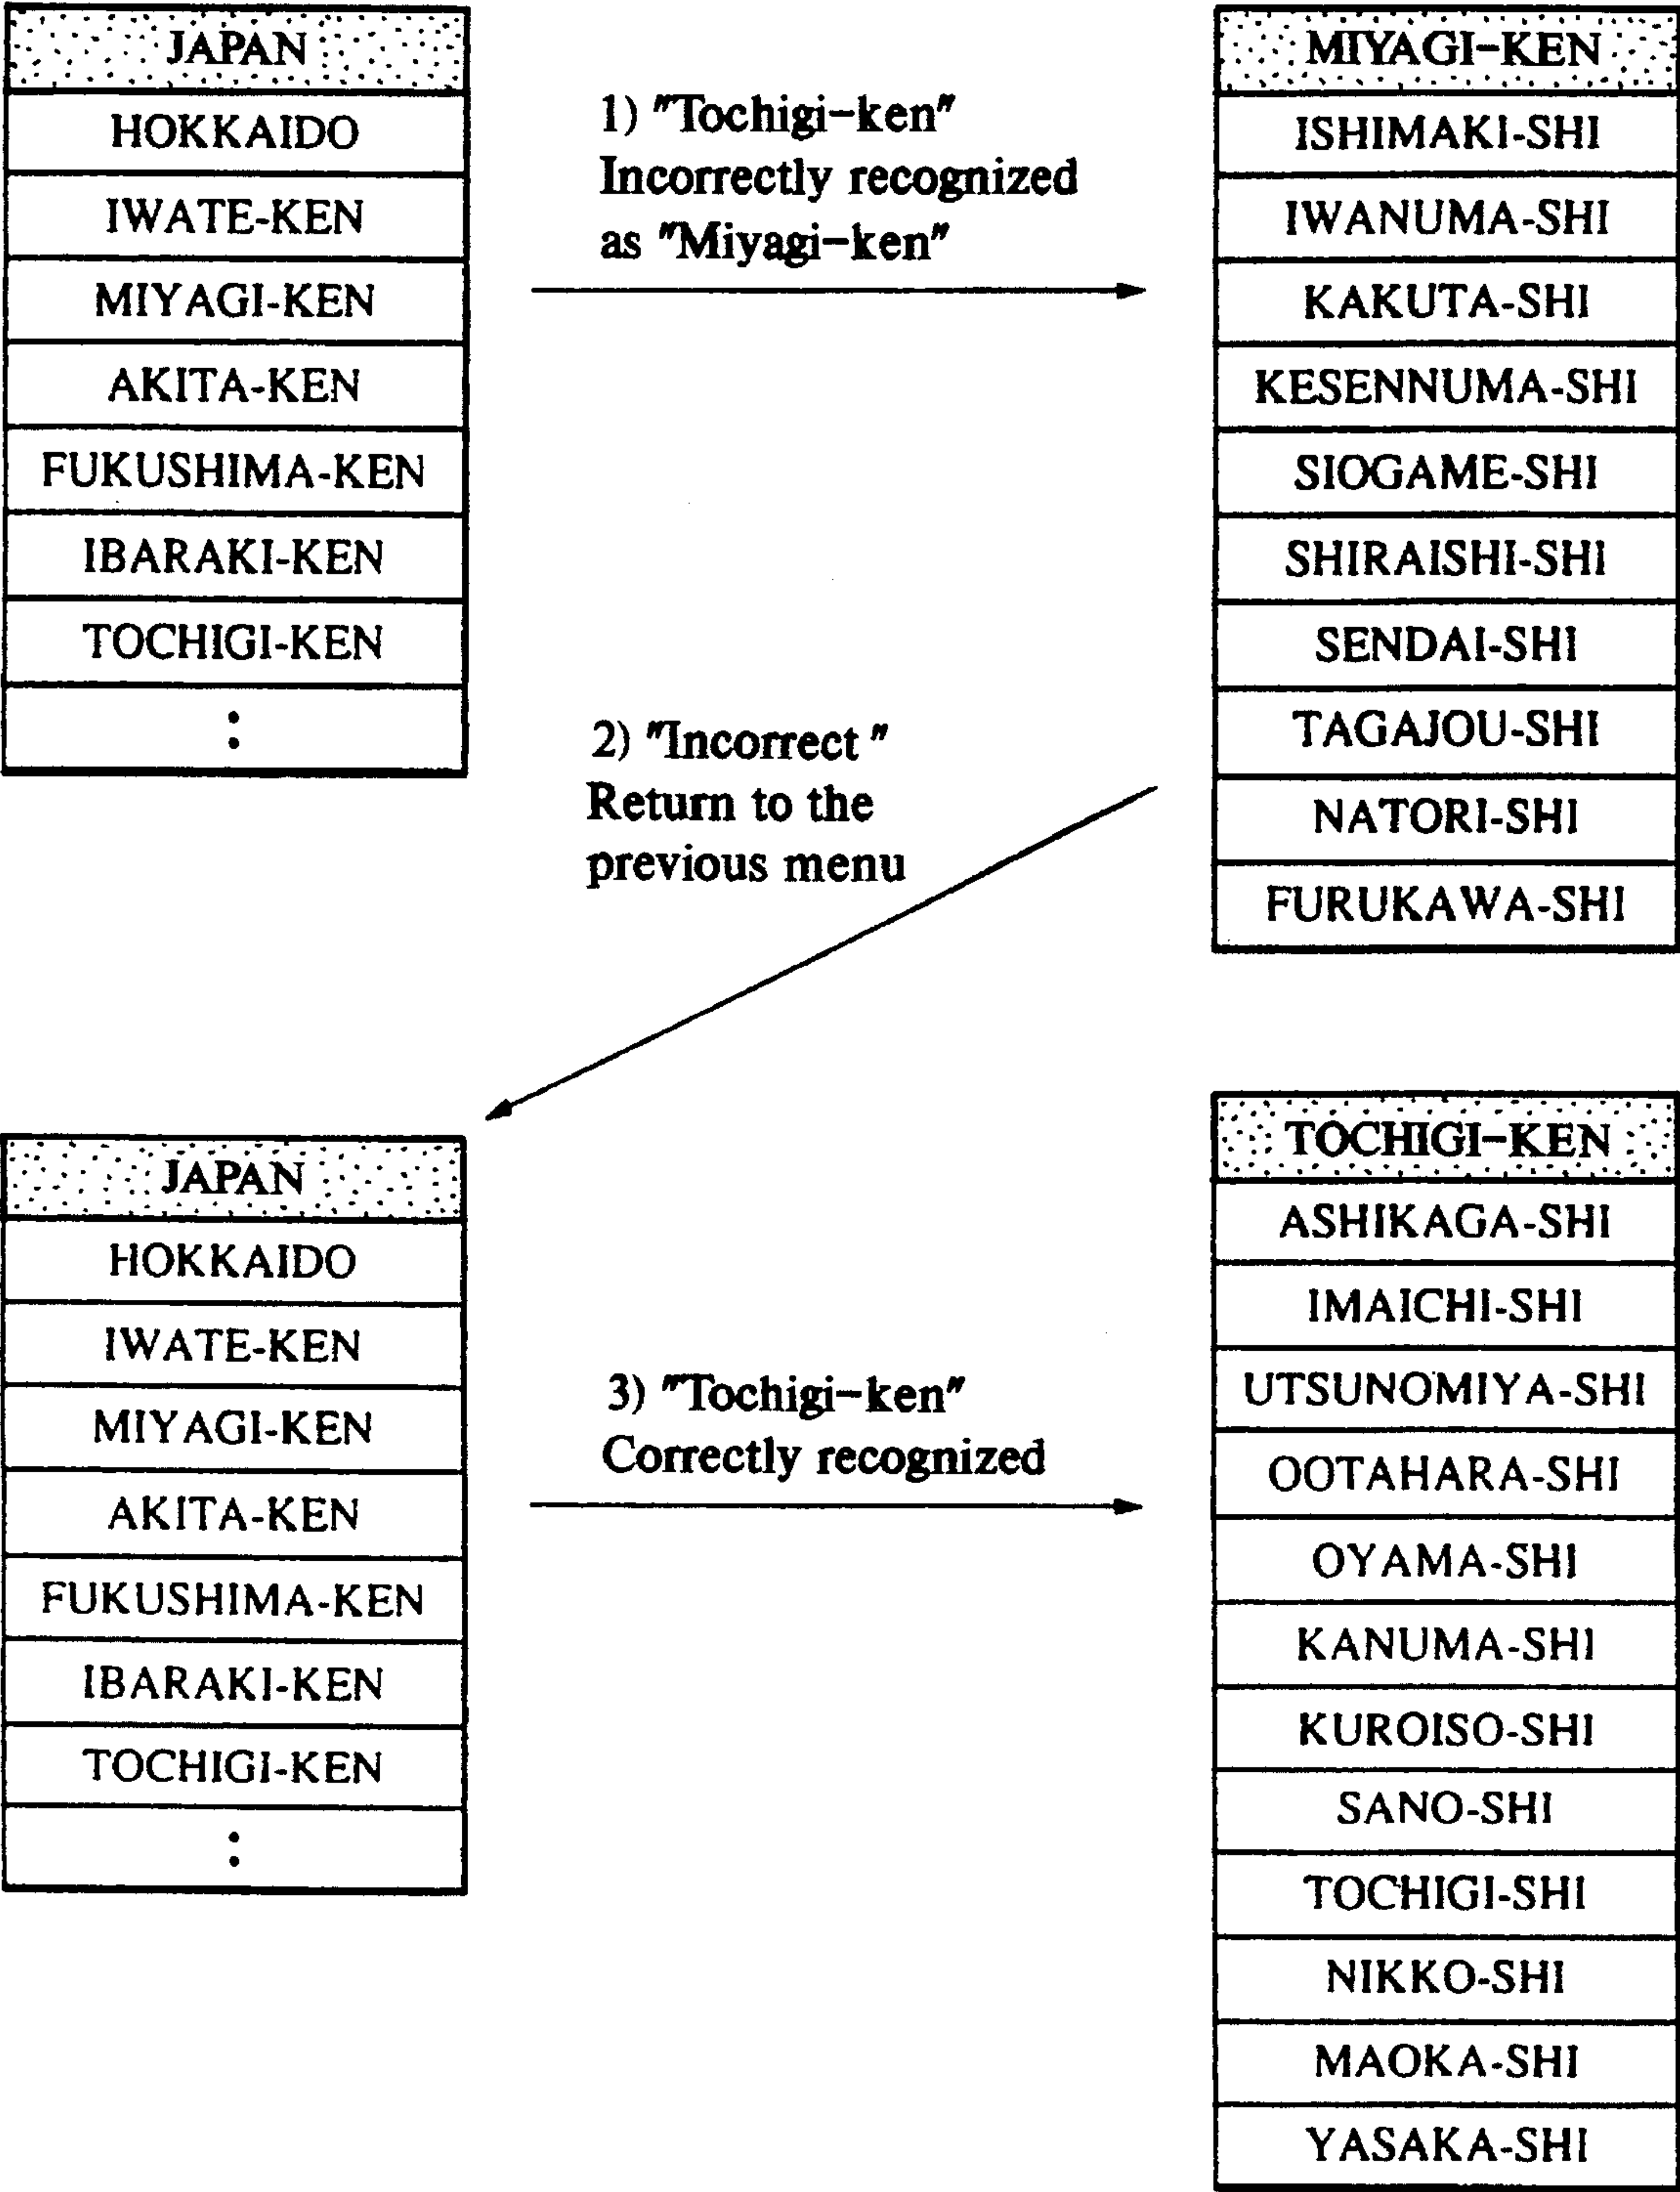 JAPAN
HOKKAIDO
IWATE-KEN
MIYAGI-KEN
AKITA-KEN
FUKUSHIMA-KEN
IBARAKI-KEN
TOCHIGI-KEN
:
1) "Tochigi-ken"
Incorrectly recognized
as "Miyagi-ken"
MIYAGI-KEN
ISHIMAKI-SHI
IWANUMA-SHI
KAKUTA-SHI
KESENNUMA-SHI
SIOGAME-SHI
SHIRAISHI-SHI
SENDAI-SHI
TAGAJOU-SHI
NATORI-SHI
FURUKAWA-SHI
2) "Incorrect "
Return to the
previous menu
JAPAN
HOKKAIDO
IWATE-KEN
MIYAGI-KEN
AKITA-KEN
FUKUSHIMA-KEN
IBARAKI-KEN
TOCHIGI-KEN
:
3) "Tochigi-ken"
Correctly recognized
TOCHIGI-KEN
ASHIKAGA-SHI
IMAICHI-SHI
UTSUNOMIYA-SHI
OOTAHARA-SHI
OYAMA-SHI
KANUMA-SHI
KUROISO-SHI
SANO-SHI
TOCHIGI-SHI
NIKKO-SHI
MAOKA-SHI
YASAKA-SHI